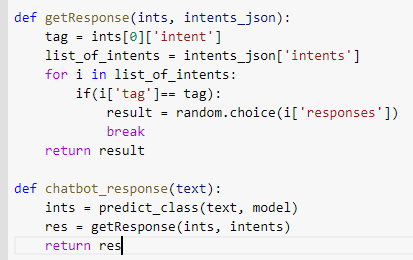 def getResponse(ints, intents_json):
    tag = ints[0]['intent']
    list_of_intents = intents_json['intents']
    for i in list_of_intents:
        if(i['tag']== tag):
            result = random.choice(i['responses'])
            break
    return result

def chatbot_response(text):
    ints = predict_class(text, model)
    res = getResponse(ints, intents)
    return res